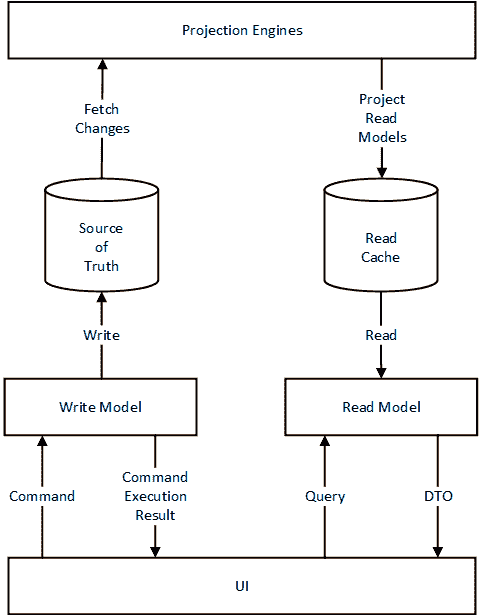 Projection Engines
Fetch
Changes
Project
Read
Models
Source
of
Truth
Read
Cache
Write
Read
Write Model
Read Model
Command
Command
Execution
Result
Query
DTO
UI